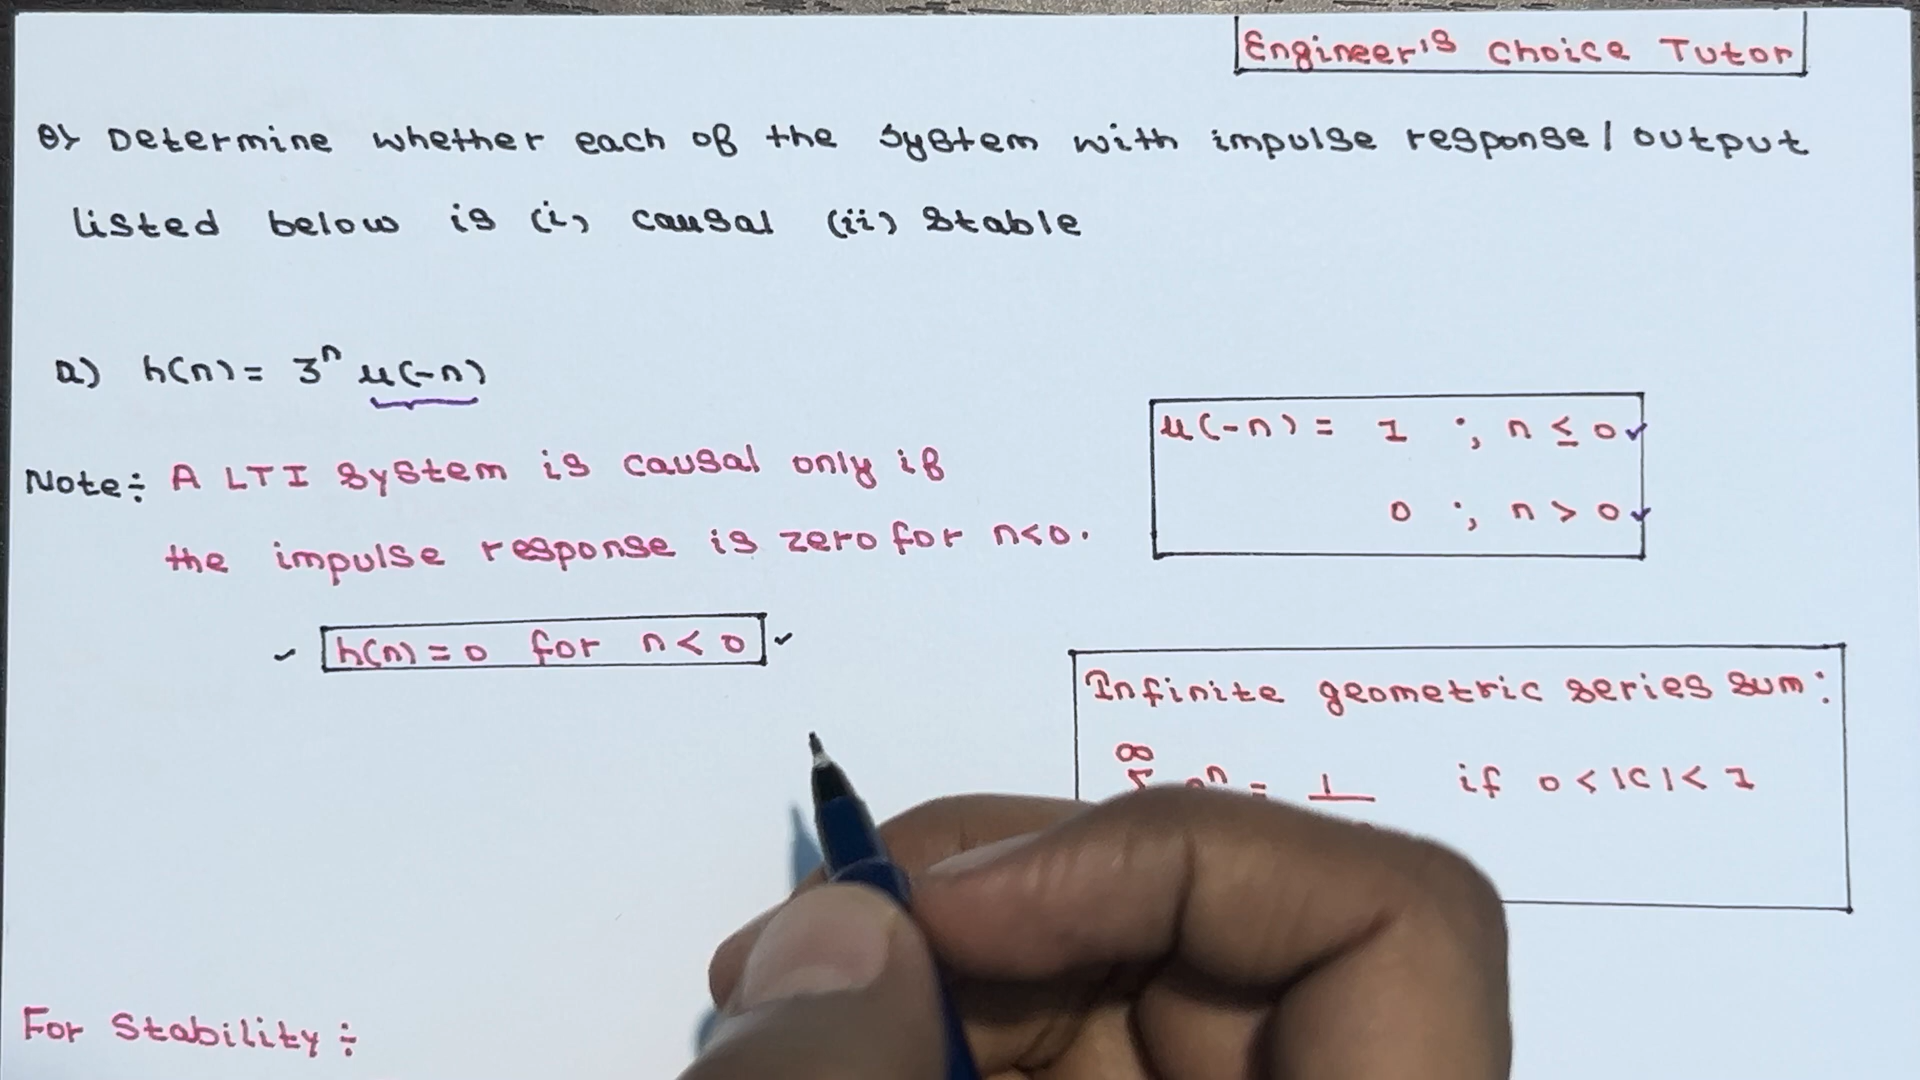 Engineer's Choice Tutor
Q) Determine whether each of the system with impulse response/output
listed below is (i) causal (ii) stable
a) h(n) = 3ⁿ u(-n)
Note: A LTI system is causal only if
the impulse response is zero for n<0.
h(n) = 0 for n < 0
u(-n) = 1 ; n ≤ 0
0 ; n > 0
Infinite geometric series sum:
∞
if 0 < |c| < 1
For Stability: